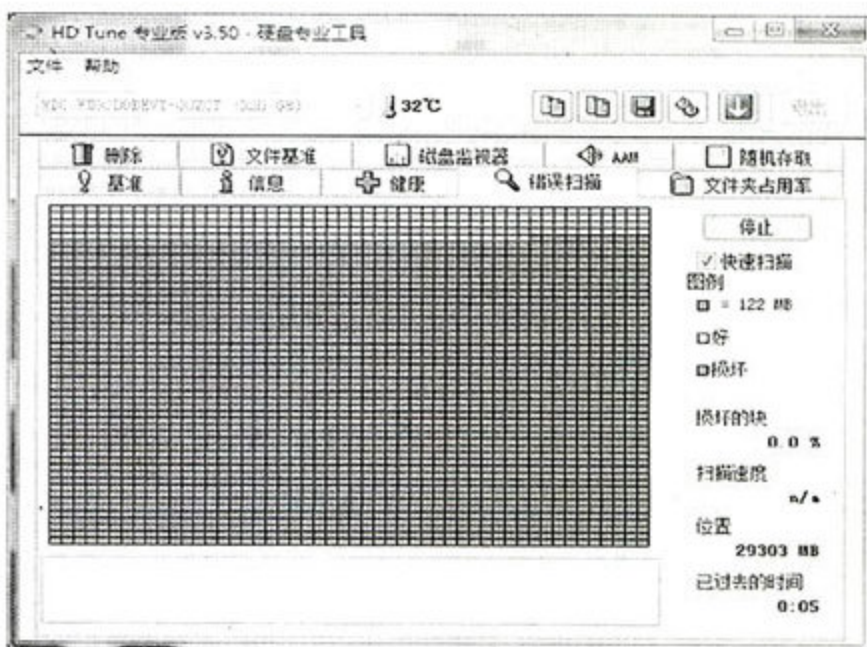 HD Tune 专业版 v3.50 - 硬盘专业工具
文件 帮助
32℃
擦除 文件基准 磁盘监视器 AAM 随机存取
基准 信息 健康 错误扫描 文件夹占用率
停止
快速扫描
图例
= 122 MB
好
损坏
损坏的块
0.0 %
扫描速度
n/a
位置
29303 MB
已过去的时间
0:05